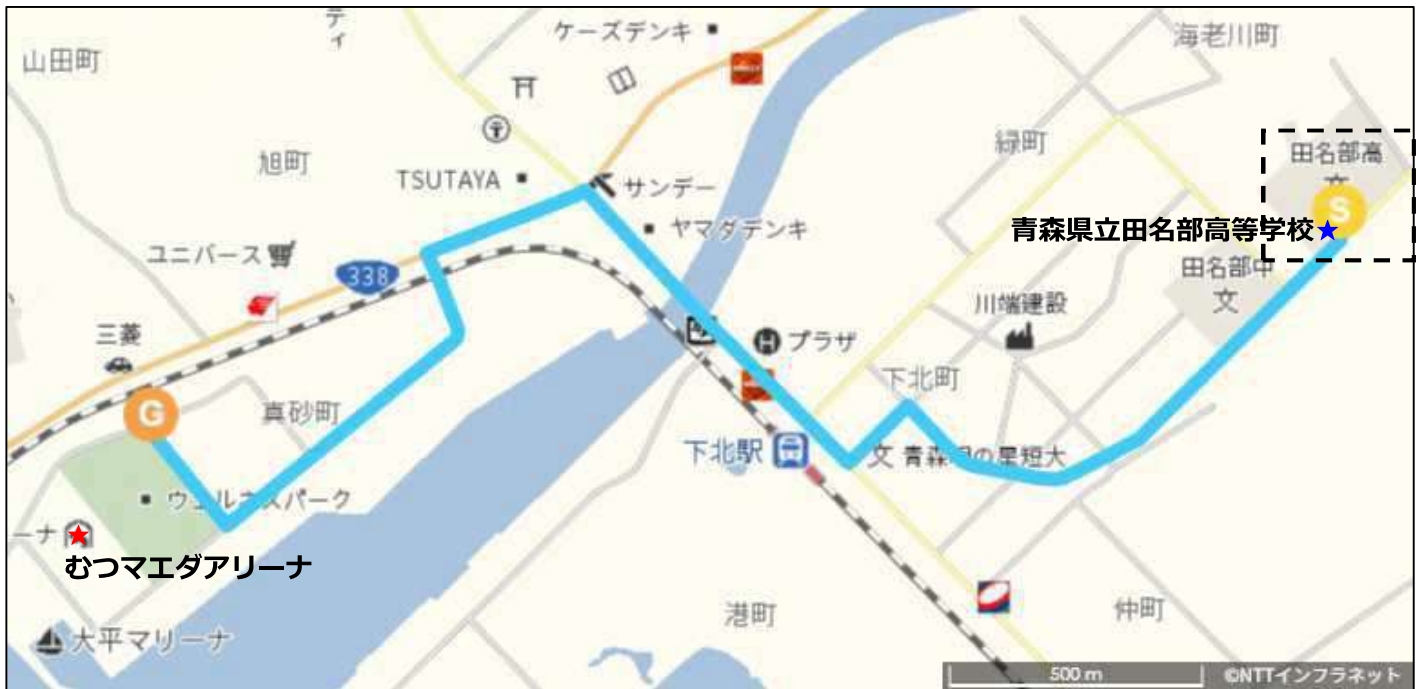 ティ
ケーズデンキ
海老川町
山田町
旭町
緑町
田名部高
文
TSUTAYA
サンデー
S
青森県立田名部高等学校★
ヤマダデンキ
ユニバース
338
田名部中
文
川端建設
三菱
H プラザ
下北町
G
真砂町
下北駅
文 青森明の星短大
ウェルネスパーク
ーナ
★
むつマエダアリーナ
港町
仲町
大平マリーナ
500 m
©NTTインフラネット